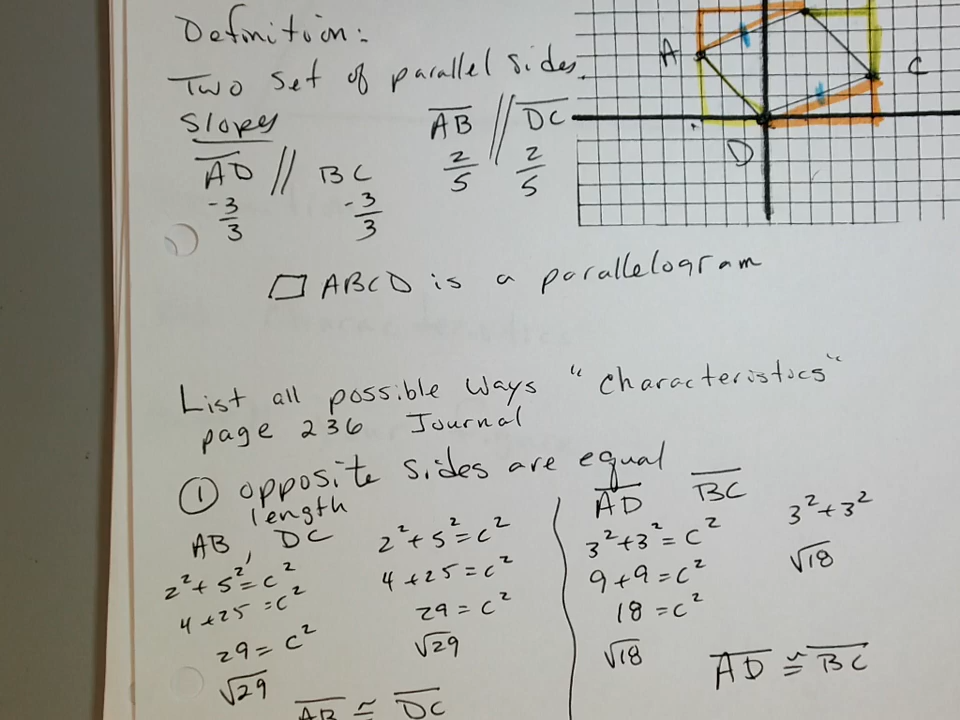 Definition:
Two set of parallel sides.
Slopes
AD // BC
-3/3 -3/3
AB // DC
2/5 2/5
A
C
D
▱ ABCD is a parallelogram
List all possible ways "characteristics"
page 236 Journal
① opposite sides are equal
length
AB, DC
2²+5²=c²
4+25=c²
29=c²
√29
2²+5²=c²
4+25=c²
29=c²
√29
AB ≅ DC
AD BC
3²+3²=c²
9+9=c²
18=c²
√18
3²+3²
√18
AD ≅ BC